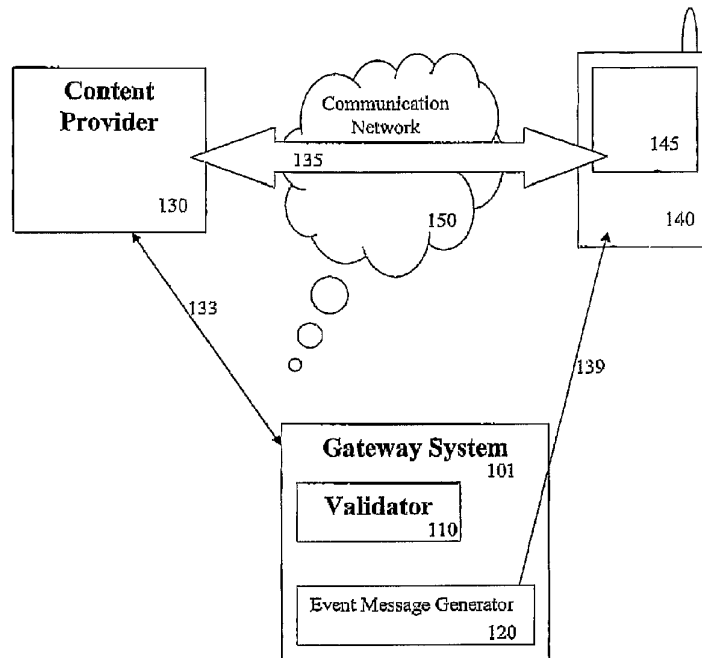 Content
Provider
130
Communication
Network
135
150
145
140
133
139
Gateway System
101
Validator
110
Event Message Generator
120